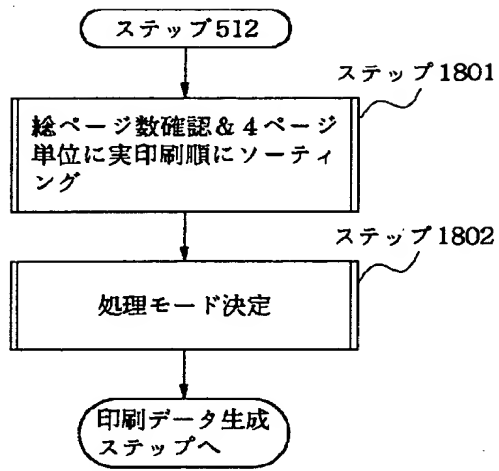 ステップ512
ステップ1801
総ページ数確認&4ページ
単位に実印刷順にソーティ
ング
ステップ1802
処理モード決定
印刷データ生成
ステップへ